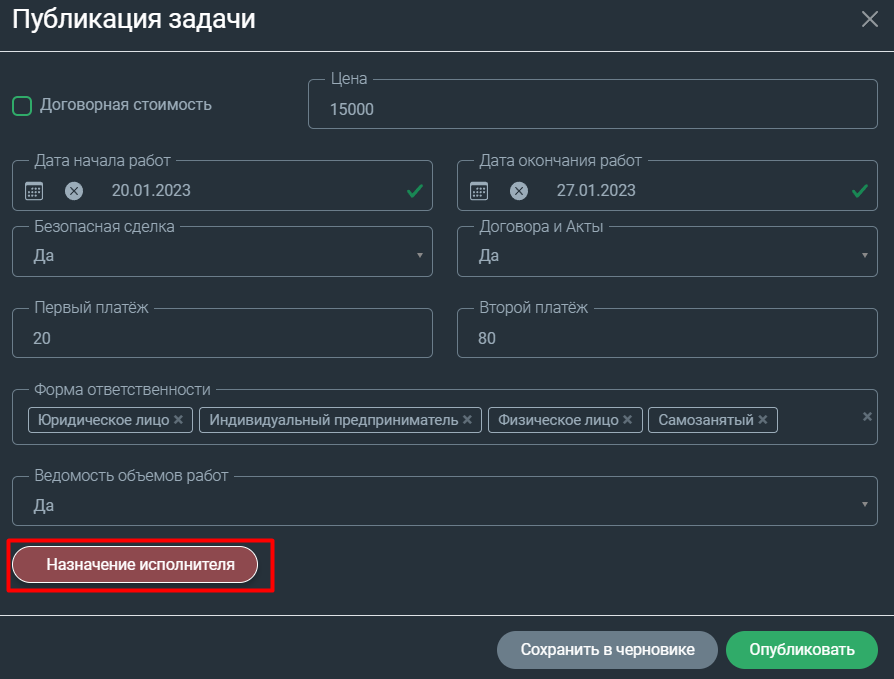 Публикация задачи
Договорная стоимость
Цена
15000
Дата начала работ
20.01.2023
Дата окончания работ
27.01.2023
Безопасная сделка
Да
Договора и Акты
Да
Первый платёж
20
Второй платёж
80
Форма ответственности
Юридическое лицо Индивидуальный предприниматель Физическое лицо Самозанятый
Ведомость объемов работ
Да
Назначение исполнителя
Сохранить в черновике Опубликовать